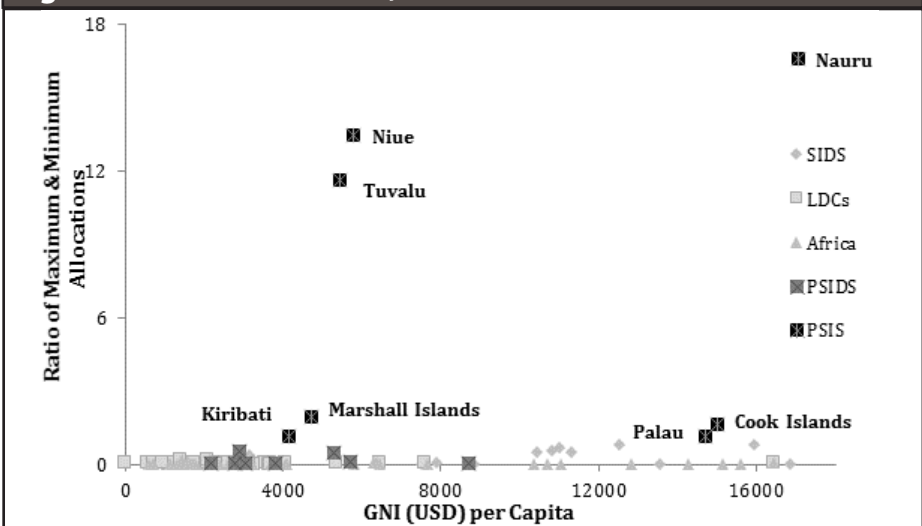 18
12
6
0
Ratio of Maximum & Minimum
Allocations
Nauru
Niue
Tuvalu
SIDS
LDCs
Africa
PSIDS
PSIS
Kiribati
Marshall Islands
Palau
Cook Islands
0 4000 8000 12000 16000
GNI (USD) per Capita